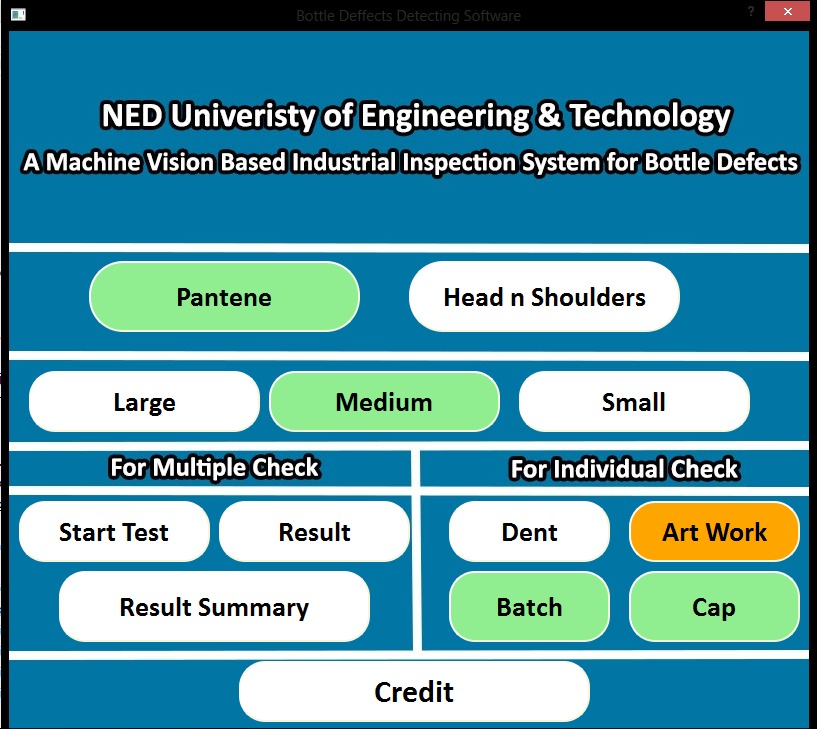 Bottle Deffects Detecting Software
?
NED Univeristy of Engineering & Technology
A Machine Vision Based Industrial Inspection System for Bottle Defects
Pantene Head n Shoulders
Large Medium Small
For Multiple Check For Individual Check
Start Test Result Dent Art Work
Result Summary Batch Cap
Credit